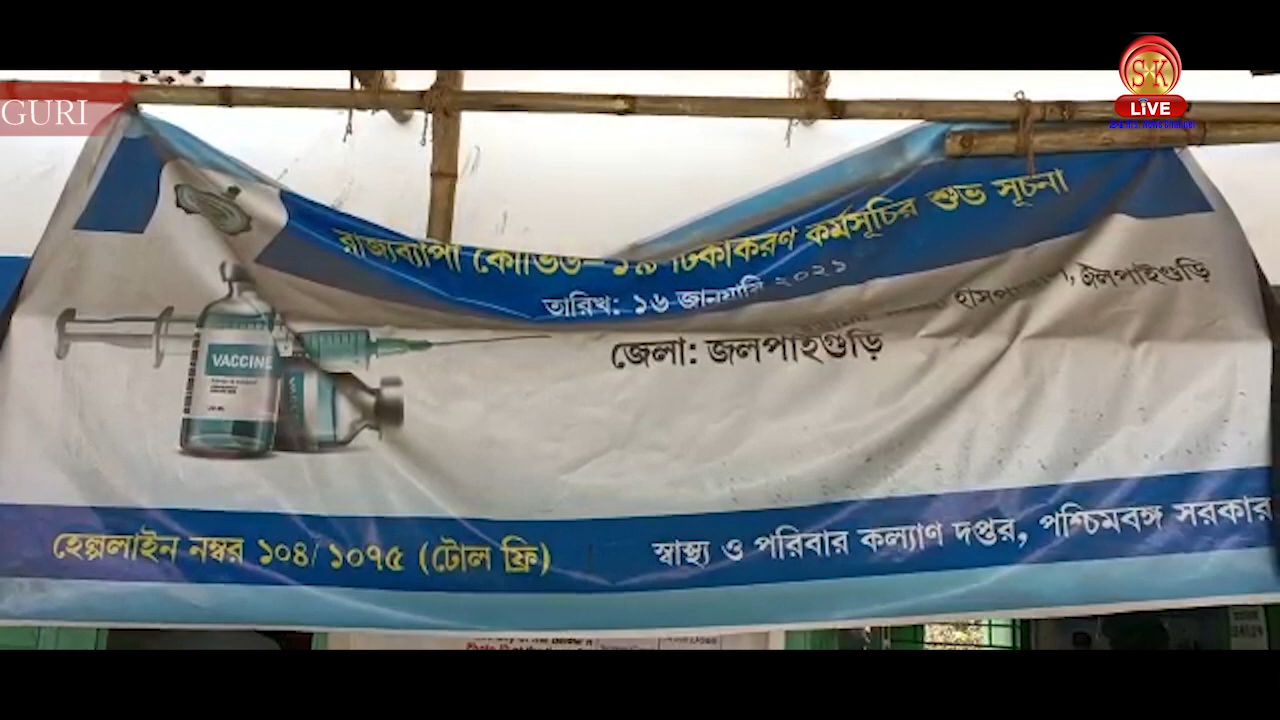 GURI
S K
LIVE
রাজ্যব্যাপী কোভিড- ১৯ টিকাকরণ কর্মসূচির শুভ সূচনা
তারিখ: ১৬ জানুয়ারি ২০২১
জলপাইগুড়ি
জেলা: জলপাইগুড়ি
VACCINE
হেল্পলাইন নম্বর ১০৪/১০৭৫ (টোল ফ্রি)
স্বাস্থ্য ও পরিবার কল্যাণ দপ্তর, পশ্চিমবঙ্গ সরকার